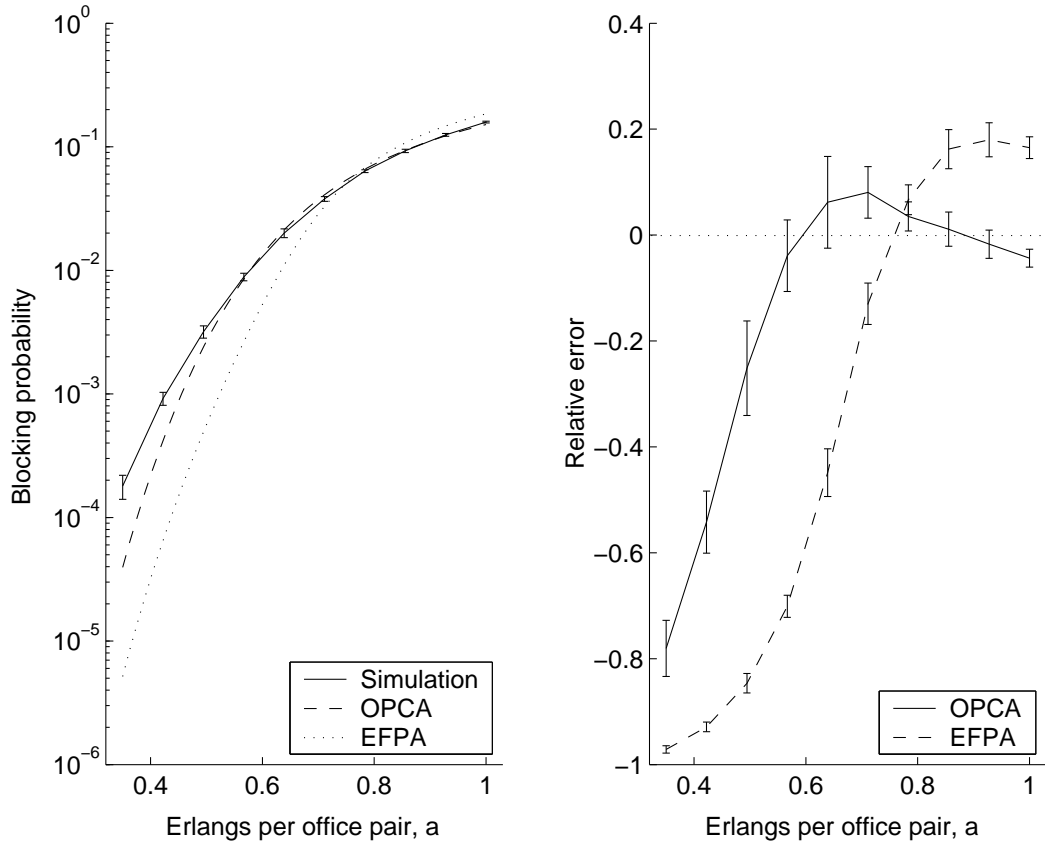 10^0
10^−1
10^−2
10^−3
10^−4
10^−5
10^−6
Blocking probability
0.4 0.6 0.8 1
Erlangs per office pair, a
Simulation
OPCA
EFPA
0.4
0.2
0
−0.2
−0.4
−0.6
−0.8
−1
Relative error
0.4 0.6 0.8 1
Erlangs per office pair, a
OPCA
EFPA